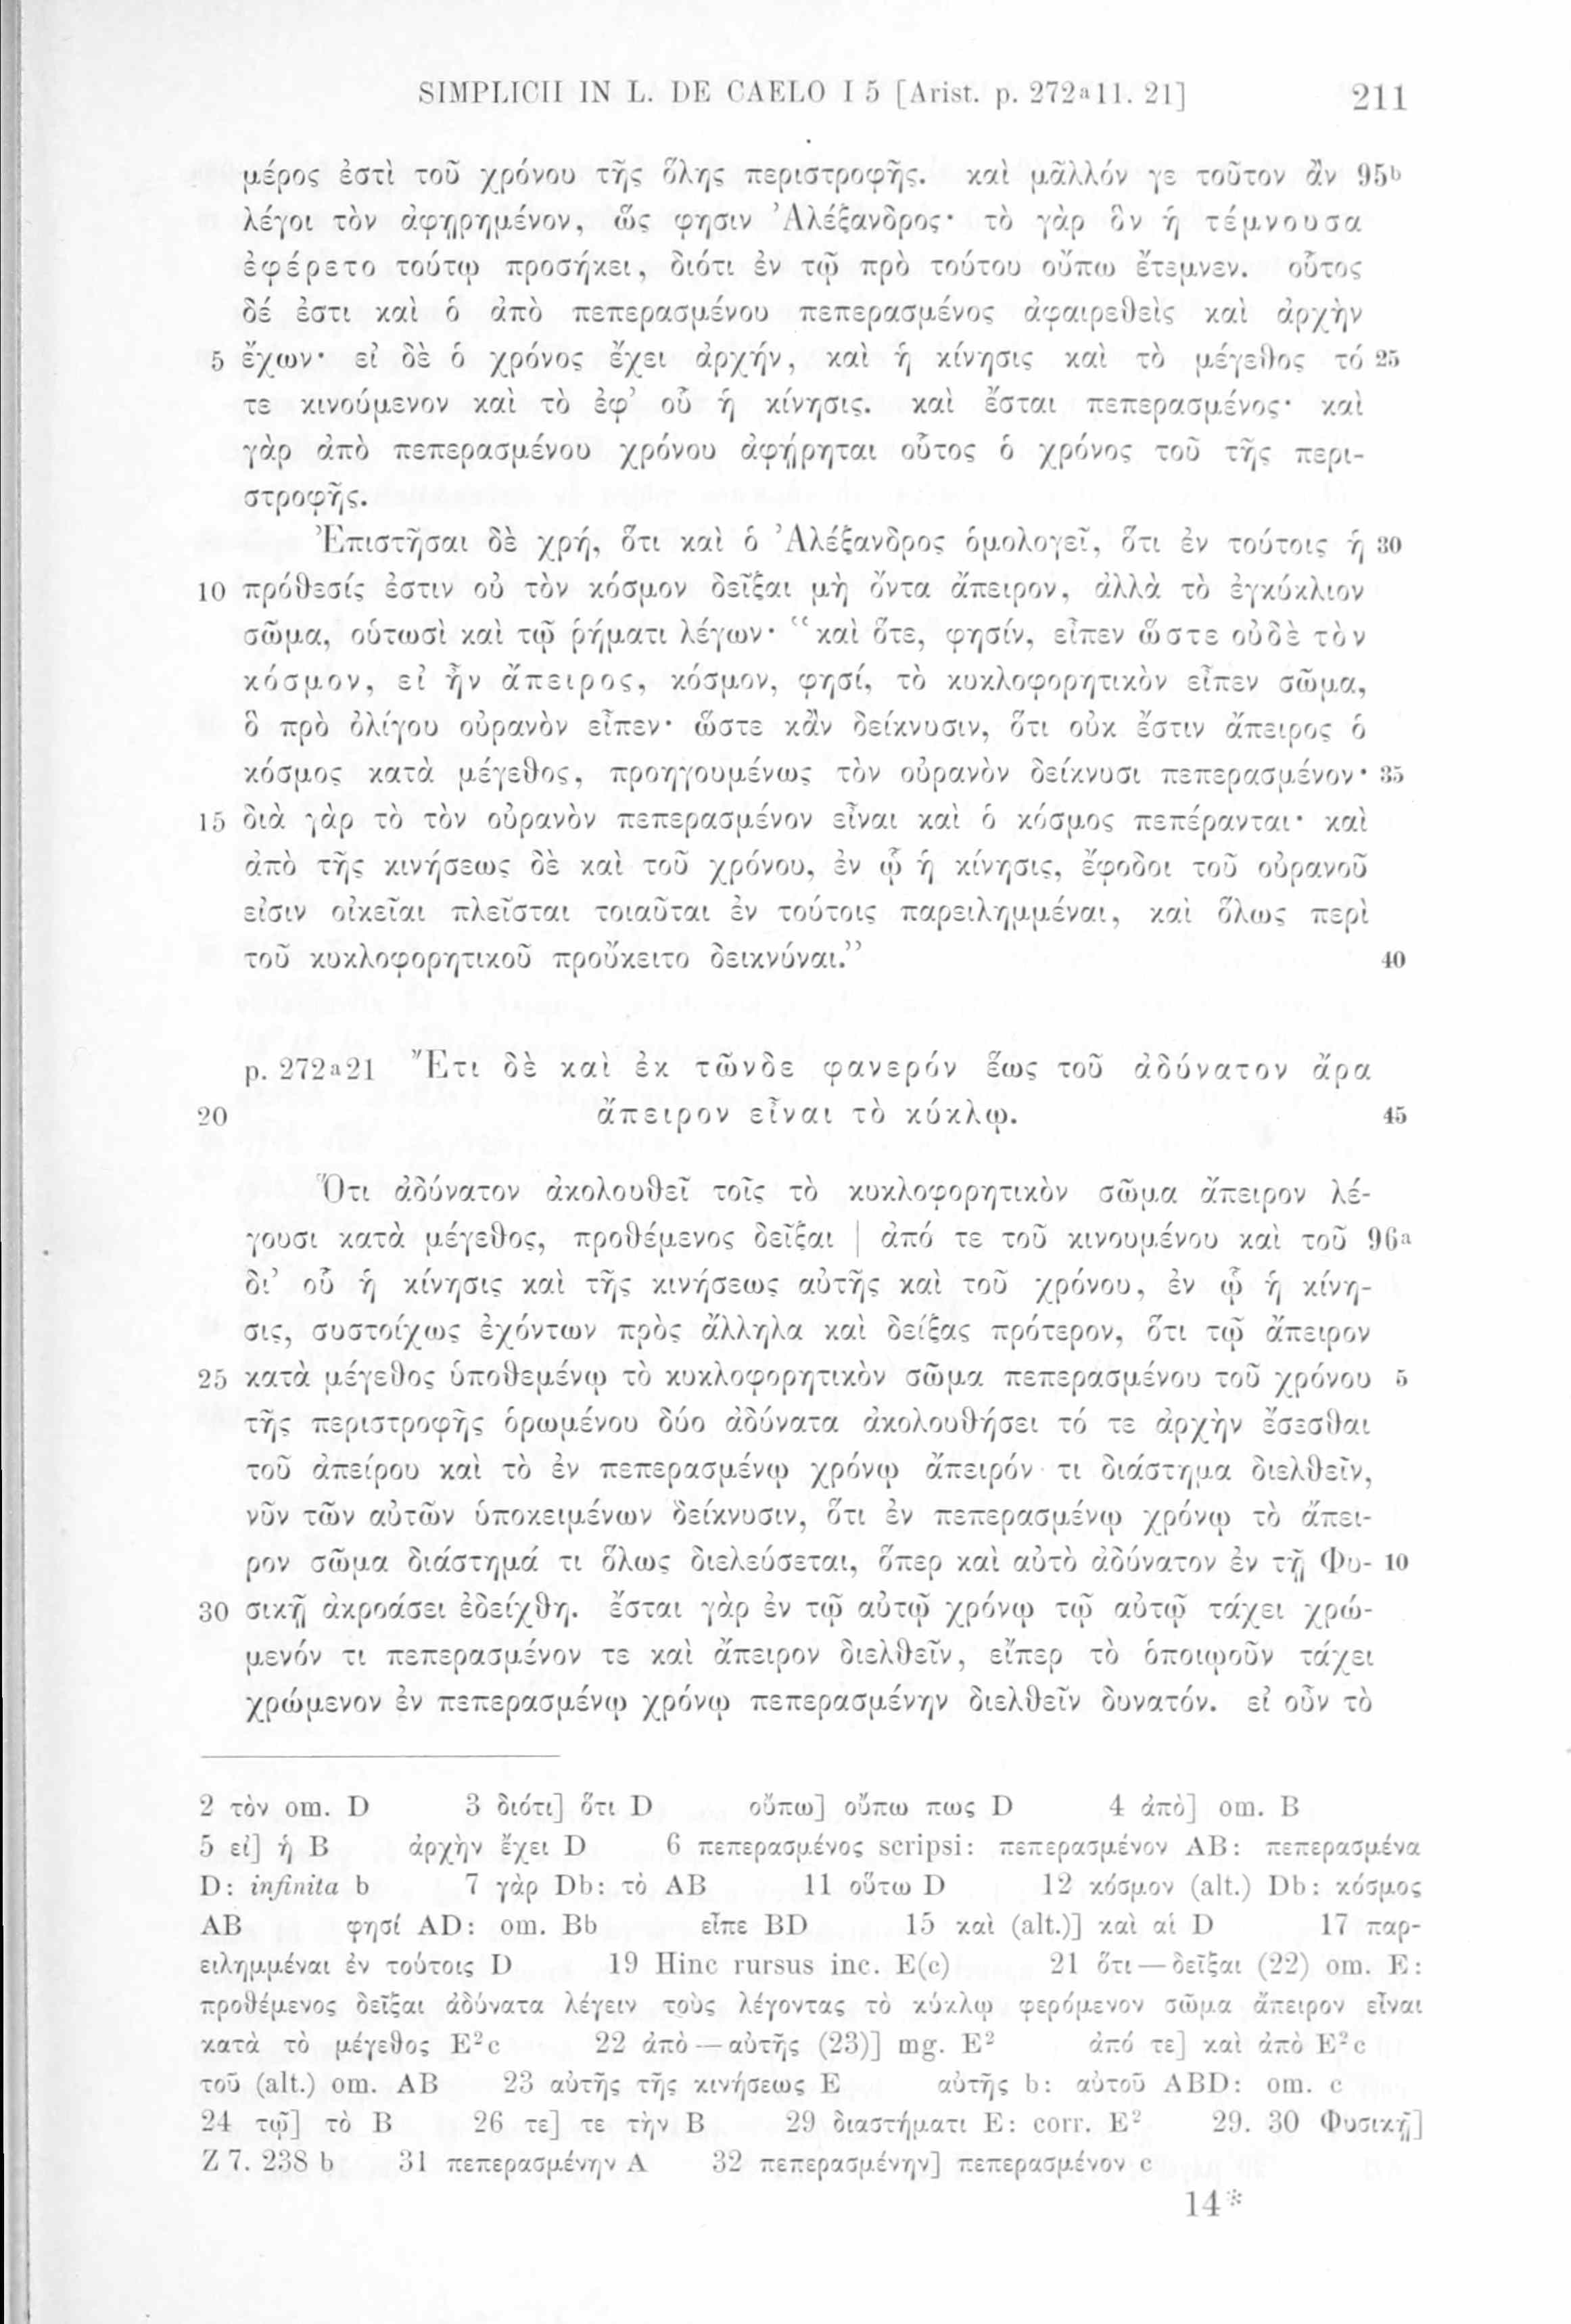 SIMPLICII IN L. DE CAELO I 5 [Arist. p. 272a11. 21] 211
μέρος ἐστὶ τοῦ χρόνου τῆς ὅλης περιστροφῆς. καὶ μᾶλλόν γε τοῦτον ἂν 95b
λέγοι τὸν ἀφῃρημένον, ὥς φησιν Ἀλέξανδρος· τὸ γὰρ ὃν ἡ τέμνουσα
ἐφέρετο τούτῳ προσήκει, διότι ἐν τῷ πρὸ τούτου οὔπω ἔτεμνεν. οὗτος
δέ ἐστι καὶ ὁ ἀπὸ πεπερασμένου πεπερασμένος ἀφαιρεθεὶς καὶ ἀρχὴν
5 ἔχων· εἰ δὲ ὁ χρόνος ἔχει ἀρχήν, καὶ ἡ κίνησις καὶ τὸ μέγεθος τό 25
τε κινούμενον καὶ τὸ ἐφ’ οὗ ἡ κίνησις. καὶ ἔσται πεπερασμένος· καὶ
γὰρ ἀπὸ πεπερασμένου χρόνου ἀφῄρηται οὗτος ὁ χρόνος τοῦ τῆς περι-
στροφῆς.
Ἐπιστῆσαι δὲ χρή, ὅτι καὶ ὁ Ἀλέξανδρος ὁμολογεῖ, ὅτι ἐν τούτοις ἡ 30
10 πρόθεσίς ἐστιν οὐ τὸν κόσμον δεῖξαι μὴ ὄντα ἄπειρον, ἀλλὰ τὸ ἐγκύκλιον
σῶμα, οὑτωσὶ καὶ τῷ ῥήματι λέγων· “καὶ ὅτε, φησίν, εἶπεν ὥστε οὐδὲ τὸν
κόσμον, εἰ ἦν ἄπειρος, κόσμον, φησί, τὸ κυκλοφορητικὸν εἶπεν σῶμα,
ὃ πρὸ ὀλίγου οὐρανὸν εἶπεν· ὥστε κἂν δείκνυσιν, ὅτι οὐκ ἔστιν ἄπειρος ὁ
κόσμος κατὰ μέγεθος, προηγουμένως τὸν οὐρανὸν δείκνυσι πεπερασμένον· 35
15 διὰ γὰρ τὸ τὸν οὐρανὸν πεπερασμένον εἶναι καὶ ὁ κόσμος πεπέρανται· καὶ
ἀπὸ τῆς κινήσεως δὲ καὶ τοῦ χρόνου, ἐν ᾧ ἡ κίνησις, ἔφοδοι τοῦ οὐρανοῦ
εἰσιν οἰκεῖαι πλεῖσται τοιαῦται ἐν τούτοις παρειλημμέναι, καὶ ὅλως περὶ
τοῦ κυκλοφορητικοῦ προὔκειτο δεικνύναι.” 40
p. 272a21 Ἔτι δὲ καὶ ἐκ τῶνδε φανερόν ἕως τοῦ ἀδύνατον ἄρα
20 ἄπειρον εἶναι τὸ κύκλῳ. 45
Ὅτι ἀδύνατον ἀκολουθεῖ τοῖς τὸ κυκλοφορητικὸν σῶμα ἄπειρον λέ-
γουσι κατὰ μέγεθος, προθέμενος δεῖξαι | ἀπό τε τοῦ κινουμένου καὶ τοῦ 96a
δι’ οὗ ἡ κίνησις καὶ τῆς κινήσεως αὐτῆς καὶ τοῦ χρόνου, ἐν ᾧ ἡ κίνη-
σις, συστοίχως ἐχόντων πρὸς ἄλληλα καὶ δείξας πρότερον, ὅτι τῷ ἄπειρον
25 κατὰ μέγεθος ὑποθεμένῳ τὸ κυκλοφορητικὸν σῶμα πεπερασμένου τοῦ χρόνου 5
τῆς περιστροφῆς ὁρωμένου δύο ἀδύνατα ἀκολουθήσει τό τε ἀρχὴν ἔσεσθαι
τοῦ ἀπείρου καὶ τὸ ἐν πεπερασμένῳ χρόνῳ ἄπειρόν τι διάστημα διελθεῖν,
νῦν τῶν αὐτῶν ὑποκειμένων δείκνυσιν, ὅτι ἐν πεπερασμένῳ χρόνῳ τὸ ἄπει-
ρον σῶμα διάστημά τι ὅλως διελεύσεται, ὅπερ καὶ αὐτὸ ἀδύνατον ἐν τῇ Φυ- 10
30 σικῇ ἀκροάσει ἐδείχθη. ἔσται γὰρ ἐν τῷ αὐτῷ χρόνῳ τῷ αὐτῷ τάχει χρώ-
μενόν τι πεπερασμένον τε καὶ ἄπειρον διελθεῖν, εἴπερ τὸ ὁποιῳοῦν τάχει
χρώμενον ἐν πεπερασμένῳ χρόνῳ πεπερασμένην διελθεῖν δυνατόν. εἰ οὖν τὸ
2 τὸν om. D 3 διότι] ὅτι D οὔπω] οὔπω πως D 4 ἀπὸ] om. B
5 εἰ] ἡ B ἀρχὴν ἔχει D 6 πεπερασμένος scripsi: πεπερασμένον AB: πεπερασμένα
D: infinita b 7 γὰρ Db: τὸ AB 11 οὕτω D 12 κόσμον (alt.) Db: κόσμος
AB φησί AD: om. Bb εἶπε BD 15 καὶ (alt.)] καὶ αἱ D 17 παρ-
ειλημμέναι ἐν τούτοις D 19 Hinc rursus inc. E(c) 21 ὅτι — δεῖξαι (22) om. E:
προθέμενος δεῖξαι ἀδύνατα λέγειν τοὺς λέγοντας τὸ κύκλῳ φερόμενον σῶμα ἄπειρον εἶναι
κατὰ τὸ μέγεθος E²c 22 ἀπὸ — αὐτῆς (23)] mg. E² ἀπό τε] καὶ ἀπὸ E²c
τοῦ (alt.) om. AB 23 αὐτῆς τῆς κινήσεως E αὐτῆς b: αὐτοῦ ABD: om. c
24 τῷ] τὸ B 26 τε] τε τὴν B 29 διαστήματι E: corr. E² 29. 30 Φυσικῇ]
Z 7. 238 b 31 πεπερασμένην A 32 πεπερασμένην] πεπερασμένον c
14*